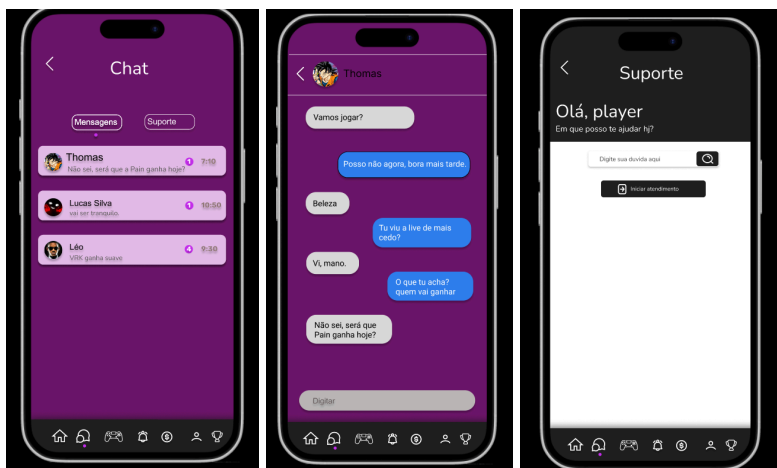 Chat
Mensagens
Suporte
Thomas
Não sei, será que a Pain ganha hoje?
1
7:10
Lucas Silva
vai ser tranquilo.
1
10:50
Léo
VRK ganha suave
4
9:30
Thomas
Vamos jogar?
Posso não agora, bora mais tarde.
Beleza
Tu viu a live de mais
cedo?
Vi, mano.
O que tu acha?
quem vai ganhar
Não sei, será que
Pain ganha hoje?
Digitar
Suporte
Olá, player
Em que posso te ajudar hj?
Digite sua duvida aqui
Iniciar atendimento